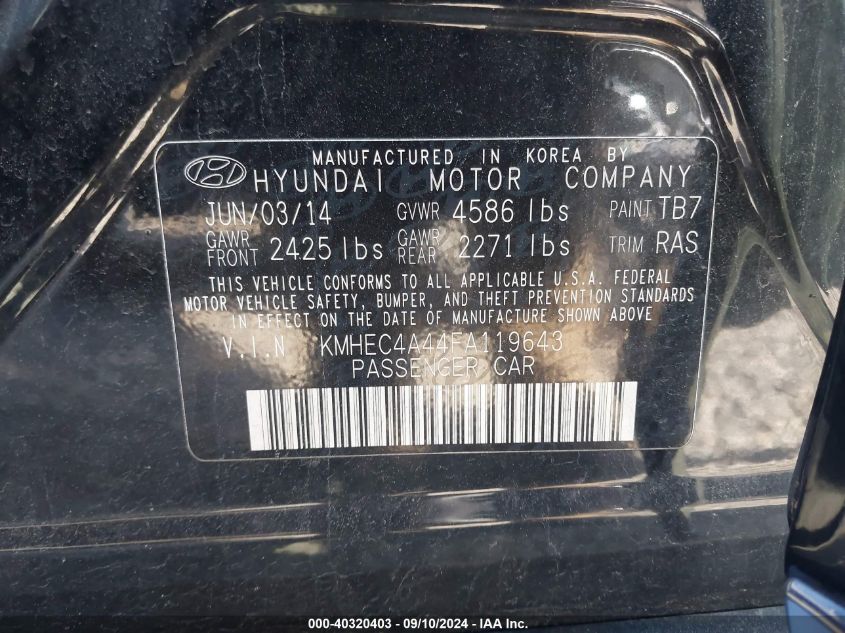 MANUFACTURED IN KOREA BY
HYUNDAI MOTOR COMPANY
JUN/03/14 GVWR 4586 lbs PAINT TB7
GAWR FRONT 2425 lbs GAWR REAR 2271 lbs TRIM RAS
THIS VEHICLE CONFORMS TO ALL APPLICABLE U.S.A. FEDERAL
MOTOR VEHICLE SAFETY, BUMPER, AND THEFT PREVENTION STANDARDS
IN EFFECT ON THE DATE OF MANUFACTURE SHOWN ABOVE
V.I.N KMHEC4A44FA119643
PASSENGER CAR
000-40320403 - 09/10/2024 - IAA Inc.